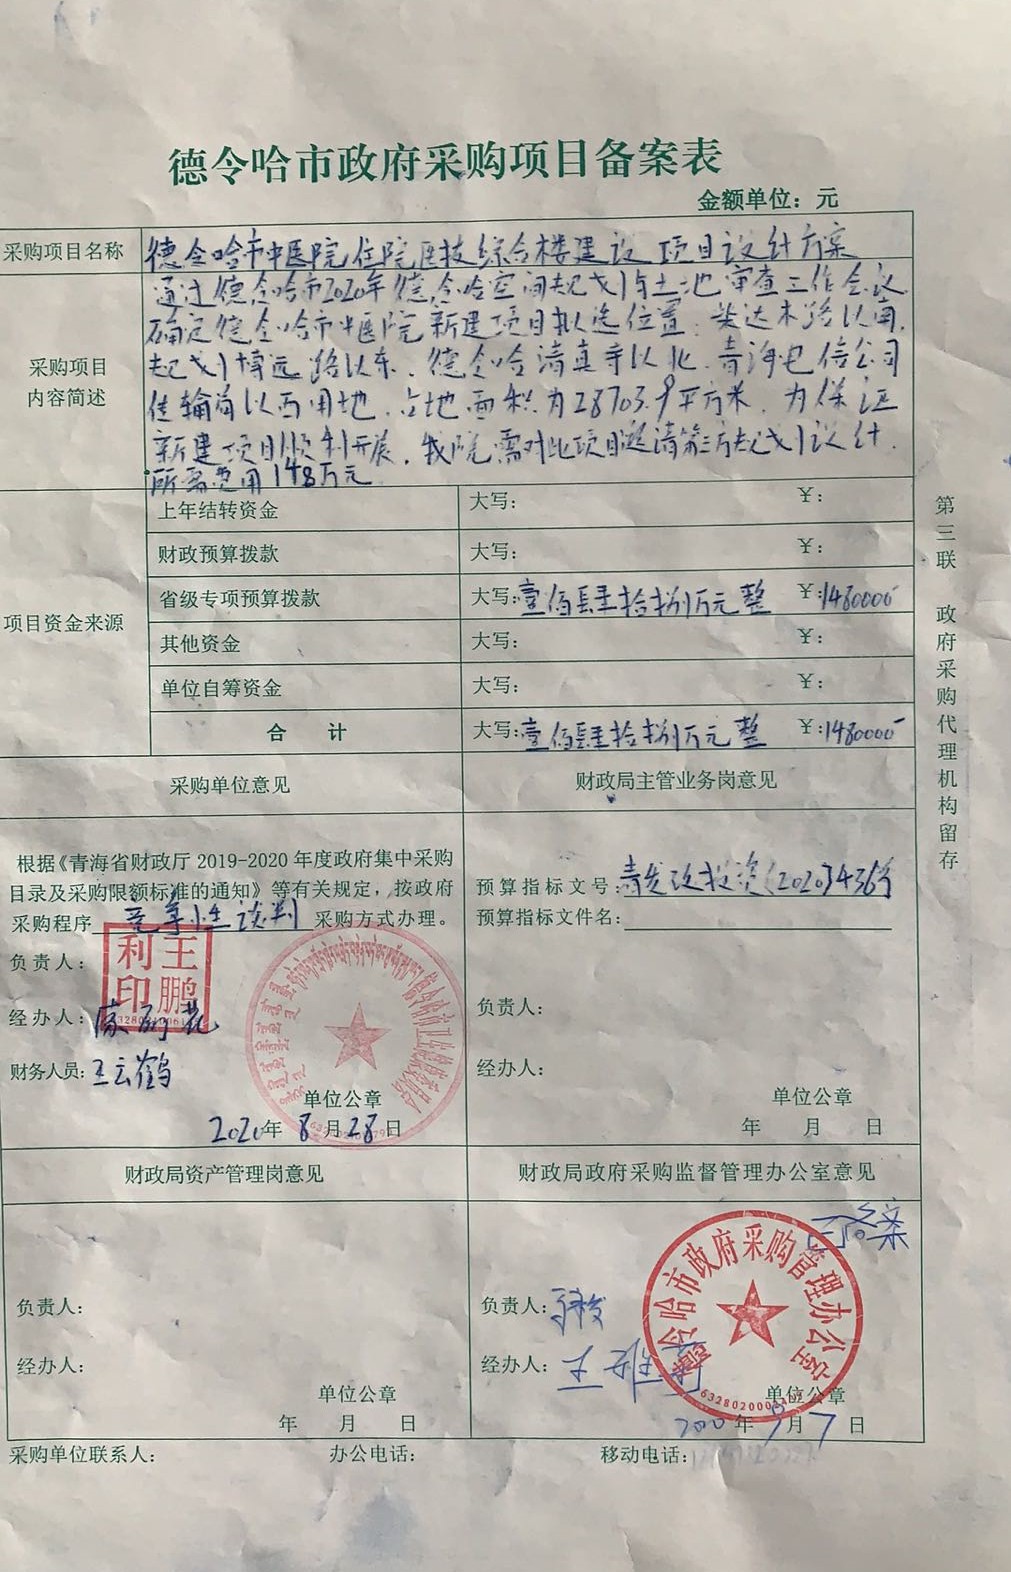 德令哈市政府采购项目备案表
金额单位：元
采购项目名称
德令哈市中医院住院医技综合楼建设项目设计方案
采购项目
内容简述
通过德令哈市2020年德令哈空间规划与土地审查工作会议
确定德令哈市中医院新建项目拟选位置：柴达木路以南，
规划博远路以东、德令哈清真寺以北、青海电信公司
传输局以西用地，占地面积为28703.9平方米，为保证
新建项目顺利开展，我院需对此项目邀请第三方规划设计，
所需费用148万元
项目资金来源
上年结转资金 大写： ￥：
财政预算拨款 大写： ￥：
省级专项预算拨款 大写：壹佰肆拾捌万元整 ￥：1480000
其他资金 大写： ￥：
单位自筹资金 大写： ￥：
合 计 大写：壹佰肆拾捌万元整 ￥：1480000
第三联 政府采购代理机构留存
采购单位意见
根据《青海省财政厅 2019-2020 年度政府集中采购
目录及采购限额标准的通知》等有关规定，按政府
采购程序 竞争性谈判 采购方式办理。
负责人：
王鹏利印
经办人：
财务人员：王云鹤
单位公章
2020年 8月28日
财政局主管业务岗意见
预算指标文号：青发改投资(2020)436号
预算指标文件名：
负责人：
经办人：
单位公章
年 月 日
财政局资产管理岗意见
负责人：
经办人：
单位公章
年 月 日
财政局政府采购监督管理办公室意见
德令哈市政府采购管理办公室
负责人：
经办人：
单位公章
年9月7日
采购单位联系人： 办公电话： 移动电话：